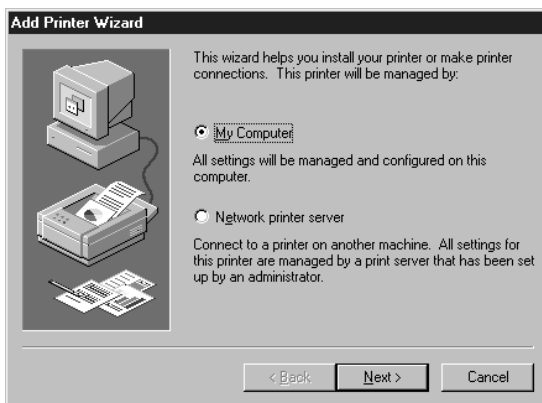 Add Printer Wizard
This wizard helps you install your printer or make printer
connections. This printer will be managed by:
My Computer
All settings will be managed and configured on this
computer.
Network printer server
Connect to a printer on another machine. All settings for
this printer are managed by a print server that has been set
up by an administrator.
< Back
Next >
Cancel